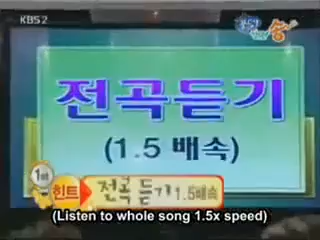 KBS2
전곡듣기
(1.5 배속)
1번
힌트
전곡 듣기 1.5배속
(Listen to whole song 1.5x speed)